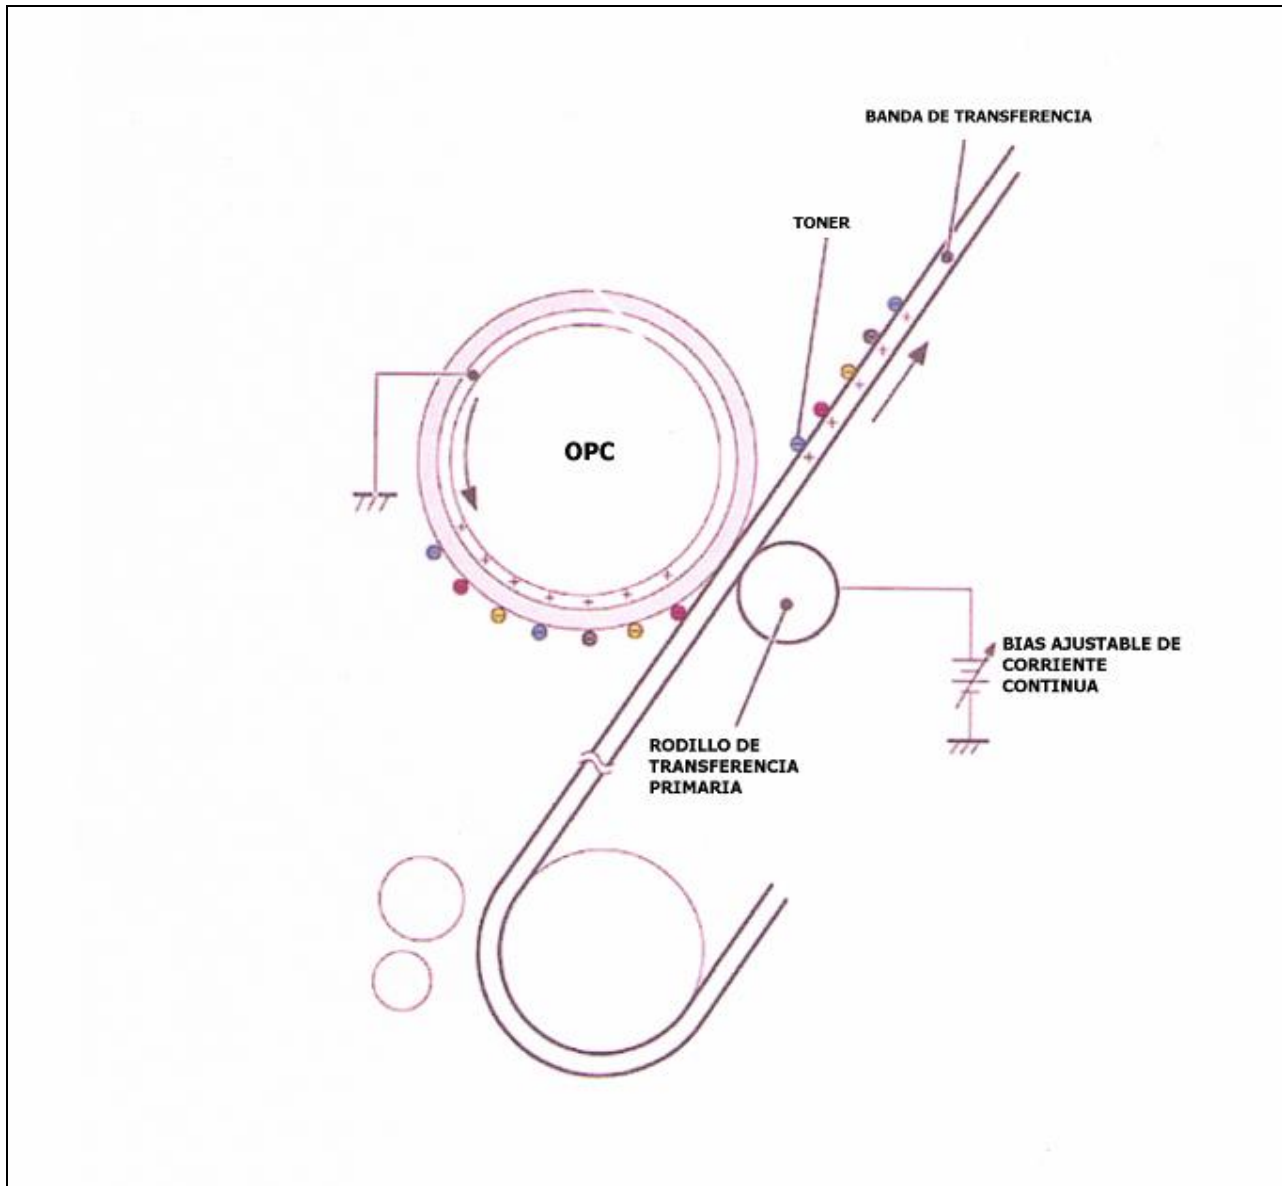 BANDA DE TRANSFERENCIA
TONER
OPC
BIAS AJUSTABLE DE
CORRIENTE
CONTINUA
RODILLO DE
TRANSFERENCIA
PRIMARIA